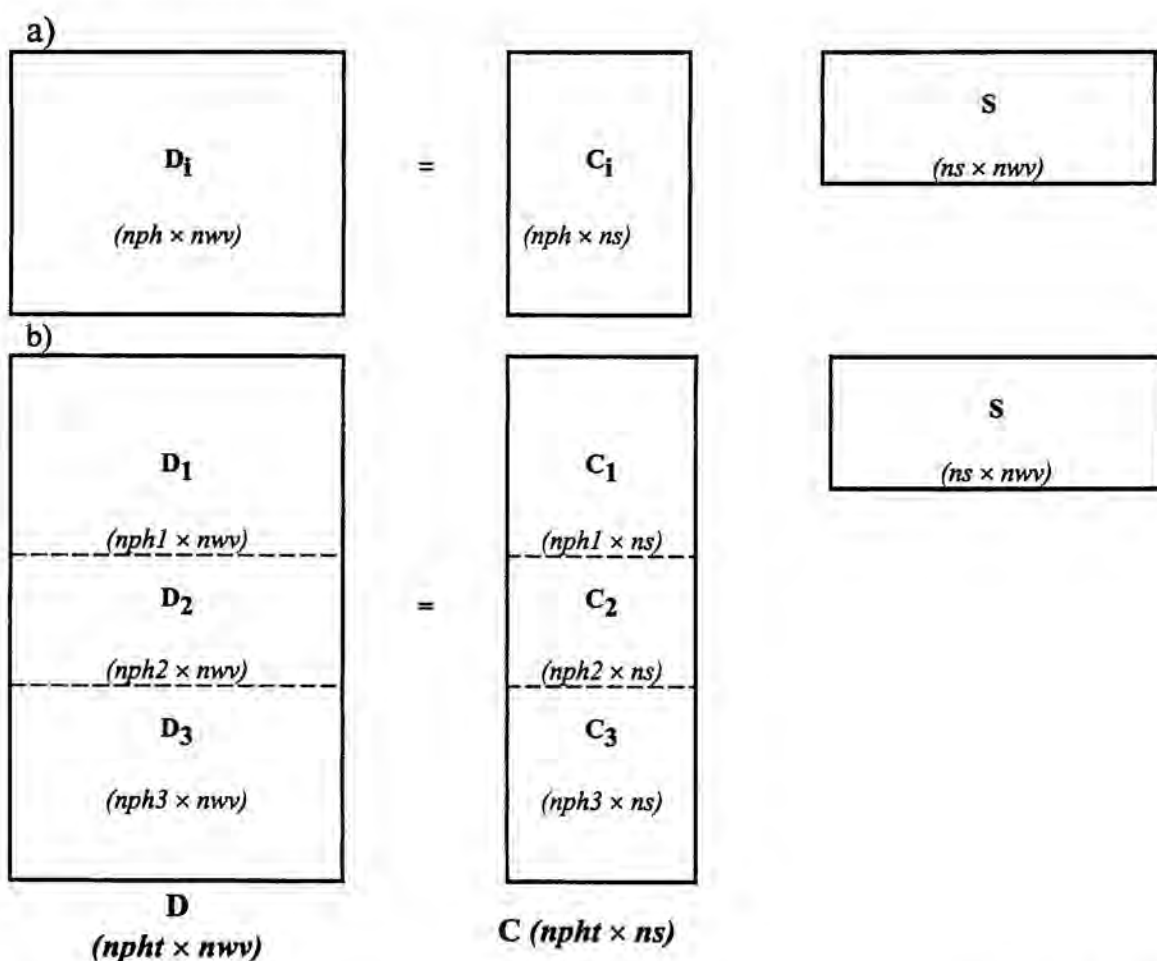 a)
Di = Ci S
(nph × nwv) (nph × ns) (ns × nwv)
b)
D1 C1 S
(nph1 × nwv) (nph1 × ns) (ns × nwv)
D2 = C2
(nph2 × nwv) (nph2 × ns)
D3 C3
(nph3 × nwv) (nph3 × ns)
D
(npht × nwv) C (npht × ns)